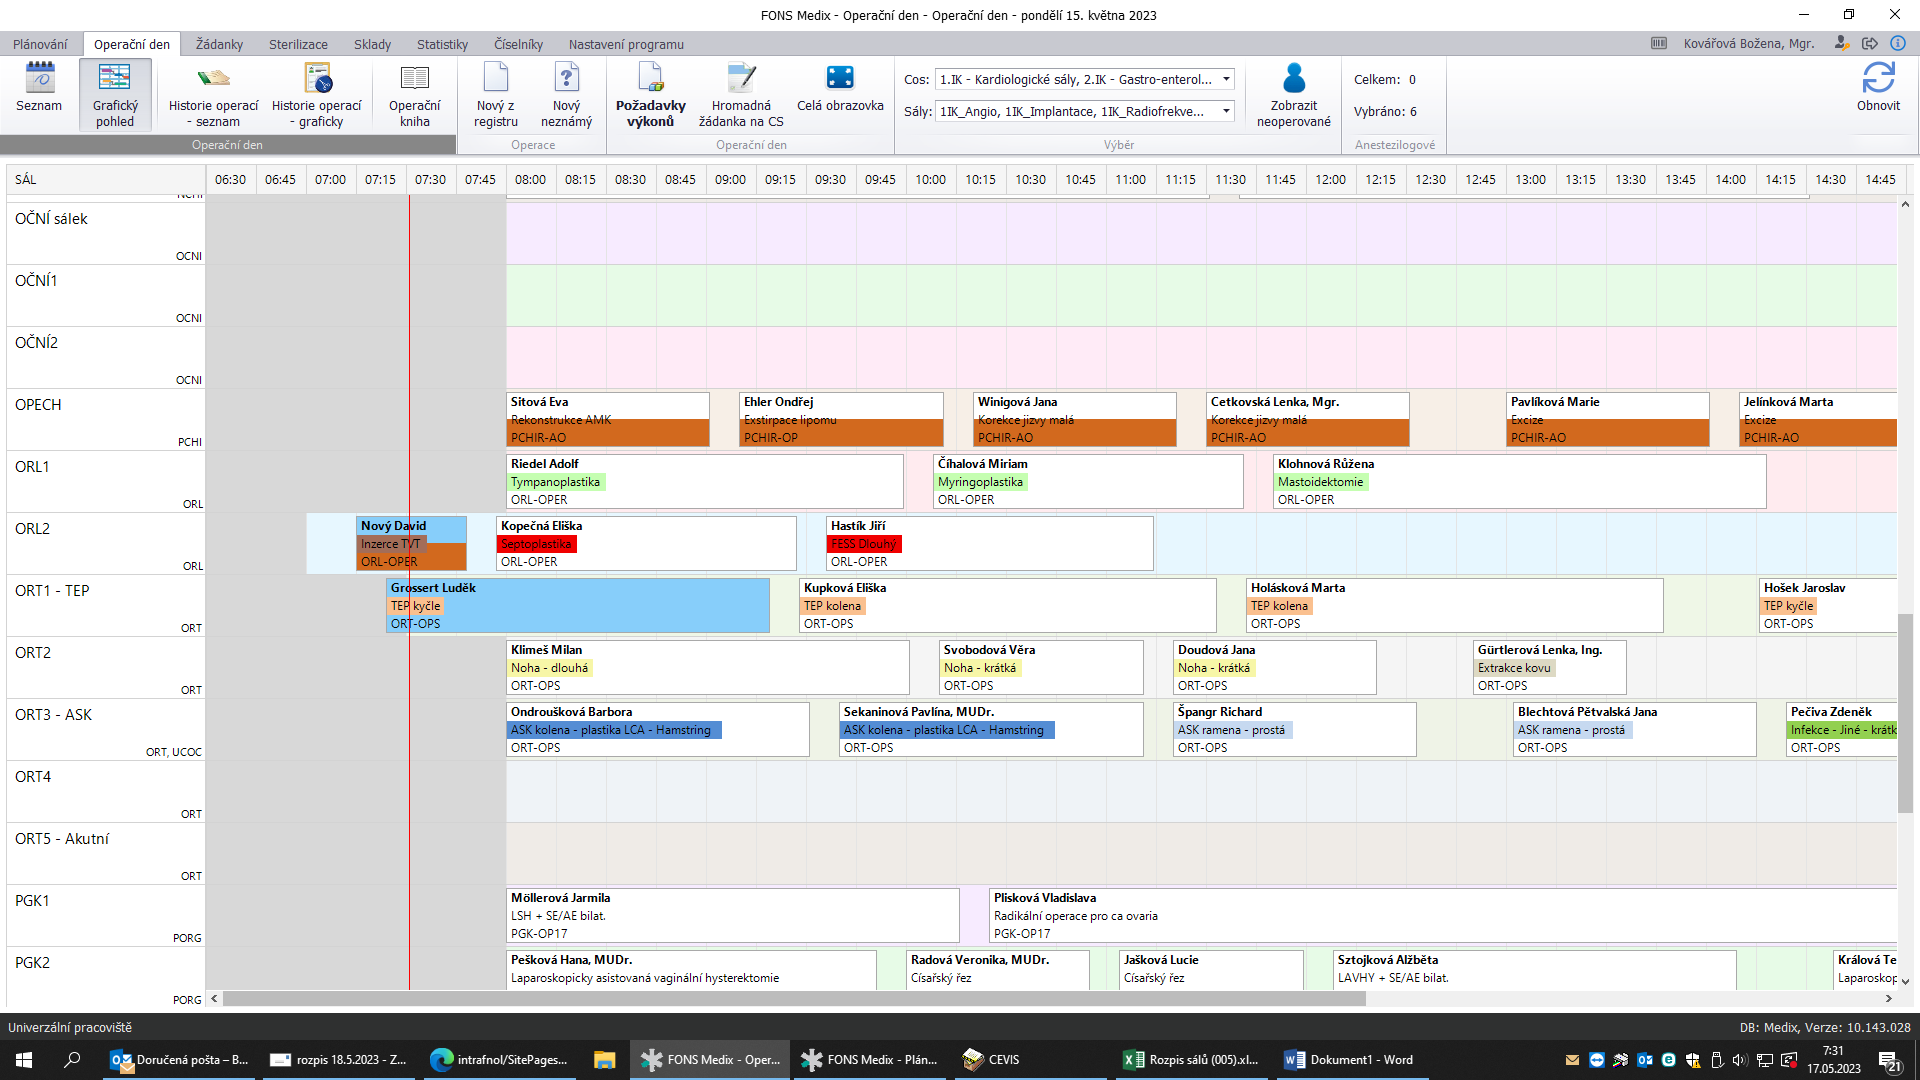 FONS Medix - Operační den - Operační den - pondělí 15. května 2023
Plánování Operační den Žádanky Sterilizace Sklady Statistiky Číselníky Nastavení programu Kovářová Božena, Mgr.
Seznam
Grafický pohled
Historie operací - seznam
Historie operací - graficky
Operační kniha
Operační den
Nový z registru
Nový neznámý
Operace
Požadavky výkonů
Hromadná žádanka na CS
Celá obrazovka
Operační den
Cos: 1.IK - Kardiologické sály, 2.IK - Gastro-enterol...
Sály: 1IK_Angio, 1IK_Implantace, 1IK_Radiofrekve...
Zobrazit neoperované
Výběr
Celkem: 0
Vybráno: 6
Anestezilogové
Obnovit
SÁL 06:30 06:45 07:00 07:15 07:30 07:45 08:00 08:15 08:30 08:45 09:00 09:15 09:30 09:45 10:00 10:15 10:30 10:45 11:00 11:15 11:30 11:45 12:00 12:15 12:30 12:45 13:00 13:15 13:30 13:45 14:00 14:15 14:30 14:45
OČNÍ sálek
OCNI
OČNÍ1
OCNI
OČNÍ2
OCNI
OPECH
PCHI
Sitová Eva
Rekonstrukce AMK
PCHIR-AO
Ehler Ondřej
Exstirpace lipomu
PCHIR-OP
Winigová Jana
Korekce jizvy malá
PCHIR-AO
Cetkovská Lenka, Mgr.
Korekce jizvy malá
PCHIR-AO
Pavlíková Marie
Excize
PCHIR-AO
Jelínková Marta
Excize
PCHIR-AO
ORL1
ORL
Riedel Adolf
Tympanoplastika
ORL-OPER
Číhalová Miriam
Myringoplastika
ORL-OPER
Klohnová Růžena
Mastoidektomie
ORL-OPER
ORL2
ORL
Nový David
Inzerce TVT
ORL-OPER
Kopečná Eliška
Septoplastika
ORL-OPER
Hastík Jiří
FESS Dlouhý
ORL-OPER
ORT1 - TEP
ORT
Grossert Luděk
TEP kyčle
ORT-OPS
Kupková Eliška
TEP kolena
ORT-OPS
Holásková Marta
TEP kolena
ORT-OPS
Hošek Jaroslav
TEP kyčle
ORT-OPS
ORT2
ORT
Klimeš Milan
Noha - dlouhá
ORT-OPS
Svobodová Věra
Noha - krátká
ORT-OPS
Doudová Jana
Noha - krátká
ORT-OPS
Gürtlerová Lenka, Ing.
Extrakce kovu
ORT-OPS
ORT3 - ASK
ORT, UCOC
Ondroušková Barbora
ASK kolena - plastika LCA - Hamstring
ORT-OPS
Sekaninová Pavlína, MUDr.
ASK kolena - plastika LCA - Hamstring
ORT-OPS
Špangr Richard
ASK ramena - prostá
ORT-OPS
Blechtová Pětvalská Jana
ASK ramena - prostá
ORT-OPS
Pečiva Zdeněk
Infekce - Jiné - krátk
ORT-OPS
ORT4
ORT
ORT5 - Akutní
ORT
PGK1
PORG
Möllerová Jarmila
LSH + SE/AE bilat.
PGK-OP17
Plisková Vladislava
Radikální operace pro ca ovaria
PGK-OP17
PGK2
PORG
Pešková Hana, MUDr.
Laparoskopicky asistovaná vaginální hysterektomie
Radová Veronika, MUDr.
Císařský řez
Jašková Lucie
Císařský řez
Sztojková Alžběta
LAVHY + SE/AE bilat.
Králová Te
Laparoskop
Univerzální pracoviště DB: Medix, Verze: 10.143.028
Doručená pošta – B... rozpis 18.5.2023 - Z... intrafnol/SitePages... FONS Medix - Oper... FONS Medix - Plán... CEVIS Rozpis sálů (005).xl... Dokument1 - Word
7:31
17.05.2023
21